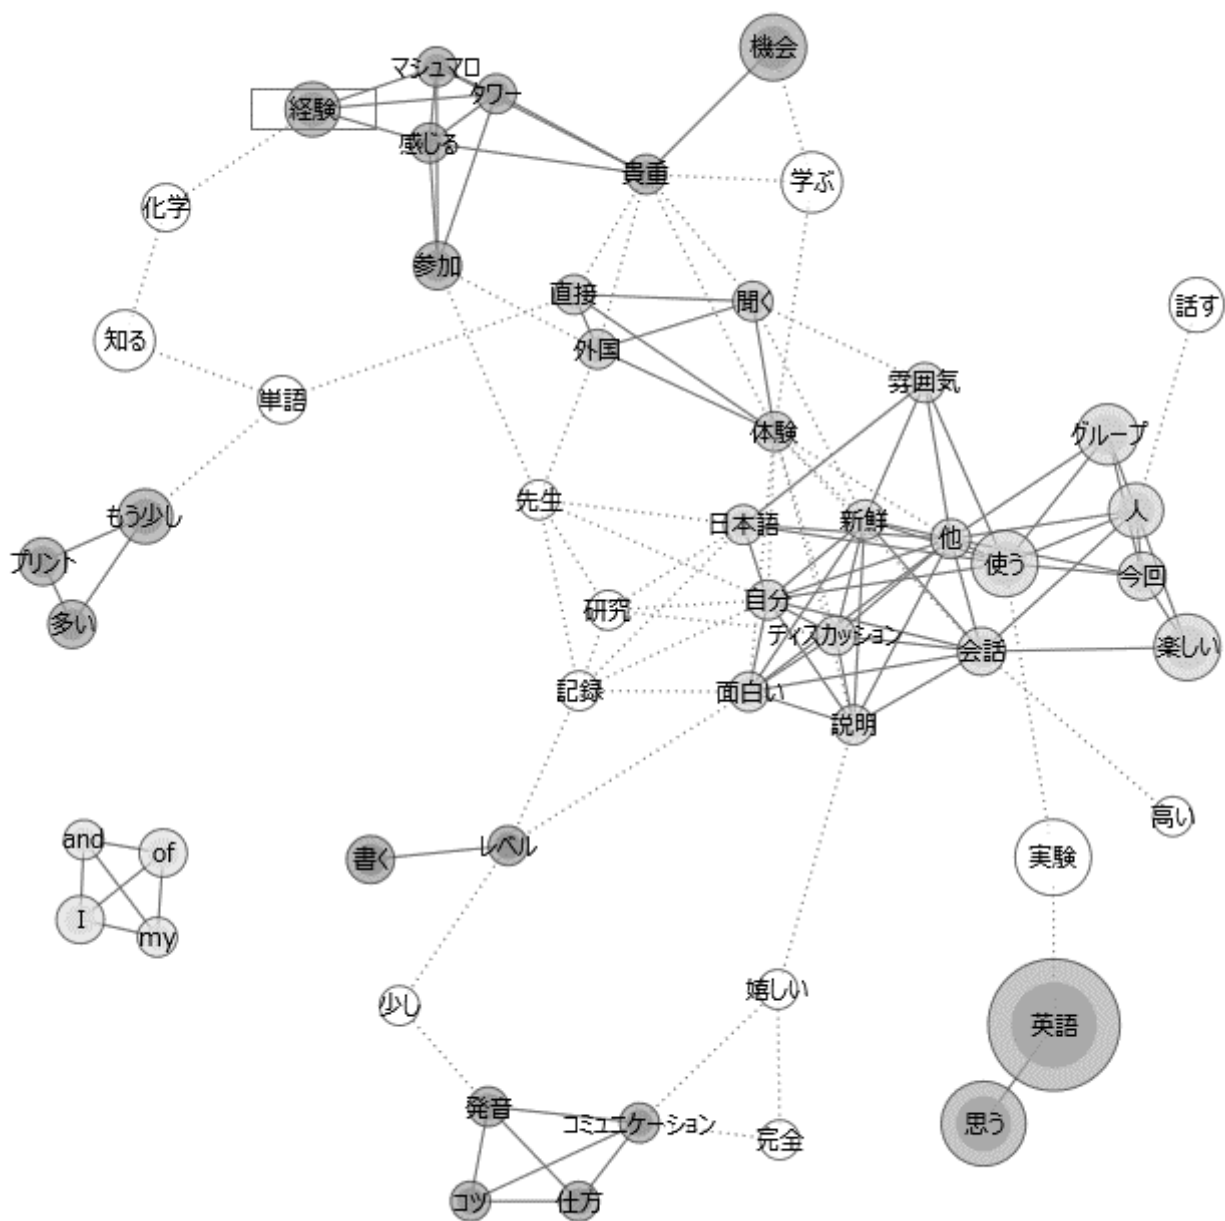 機会
マシュマロ
タワー
経験
感じる
貴重
学ぶ
化学
参加
直接
聞く
話す
外国
知る
雰囲気
単語
体験
グループ
先生
もう少し
日本語
新鮮
他
人
プリント
使う
今回
多い
研究
自分
ディスカッション
会話
楽しい
記録
面白い
説明
高い
and
of
書く
レベル
実験
I
my
少し
嬉しい
英語
発音
コミュニケーション
完全
思う
コツ
仕方